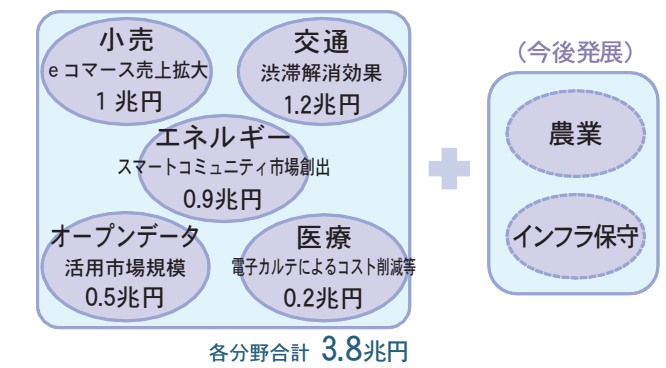 小売
eコマース売上拡大
1兆円
交通
渋滞解消効果
1.2兆円
エネルギー
スマートコミュニティ市場創出
0.9兆円
オープンデータ
活用市場規模
0.5兆円
医療
電子カルテによるコスト削減等
0.2兆円
各分野合計 3.8兆円
（今後発展）
農業
インフラ保守